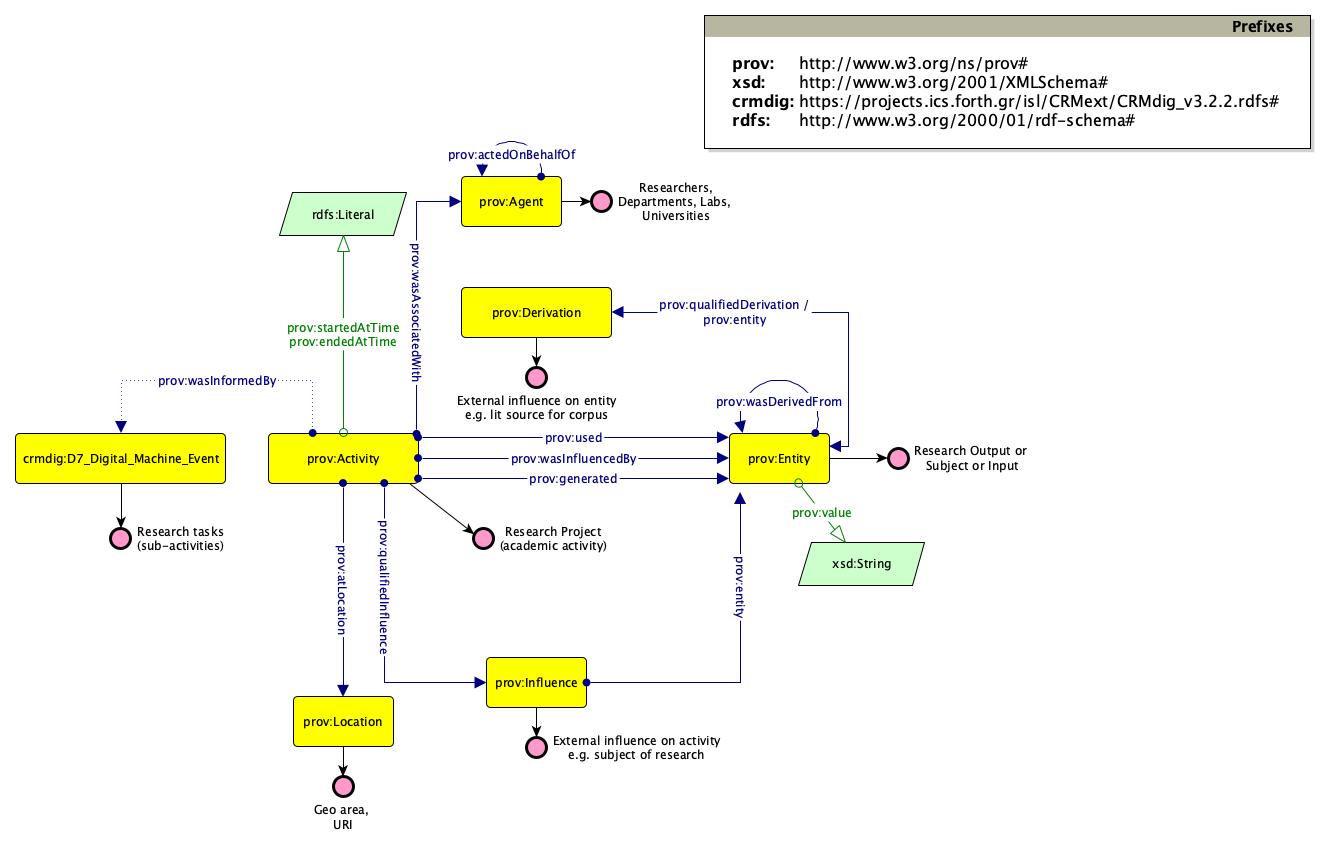 Prefixes
prov: http://www.w3.org/ns/prov#
xsd: http://www.w3.org/2001/XMLSchema#
crmdig: https://projects.ics.forth.gr/isl/CRMext/CRMdig_v3.2.2.rdfs#
rdfs: http://www.w3.org/2000/01/rdf-schema#
prov:actedOnBehalfOf
prov:Agent
Researchers,
Departments, Labs,
Universities
rdfs:Literal
prov:wasAssociatedWith
prov:startedAtTime
prov:endedAtTime
prov:Derivation
prov:qualifiedDerivation /
prov:entity
External influence on entity
e.g. lit source for corpus
prov:wasInformedBy
prov:wasDerivedFrom
crmdig:D7_Digital_Machine_Event
prov:Activity
prov:used
prov:wasInfluencedBy
prov:generated
prov:Entity
Research Output or
Subject or Input
prov:value
xsd:String
Research tasks
(sub-activities)
Research Project
(academic activity)
prov:atLocation
prov:qualifiedInfluence
prov:entity
prov:Influence
prov:Location
External influence on activity
e.g. subject of research
Geo area,
URI